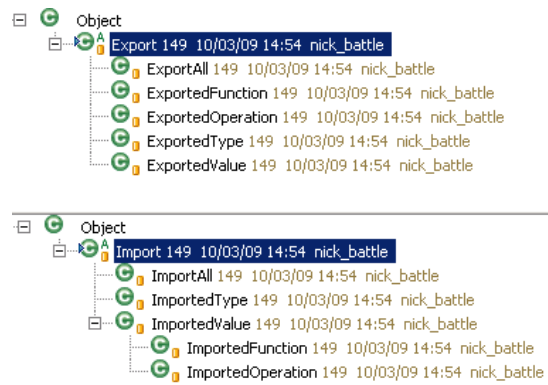 Object
Export 149 10/03/09 14:54 nick_battle
ExportAll 149 10/03/09 14:54 nick_battle
ExportedFunction 149 10/03/09 14:54 nick_battle
ExportedOperation 149 10/03/09 14:54 nick_battle
ExportedType 149 10/03/09 14:54 nick_battle
ExportedValue 149 10/03/09 14:54 nick_battle
Object
Import 149 10/03/09 14:54 nick_battle
ImportAll 149 10/03/09 14:54 nick_battle
ImportedType 149 10/03/09 14:54 nick_battle
ImportedValue 149 10/03/09 14:54 nick_battle
ImportedFunction 149 10/03/09 14:54 nick_battle
ImportedOperation 149 10/03/09 14:54 nick_battle